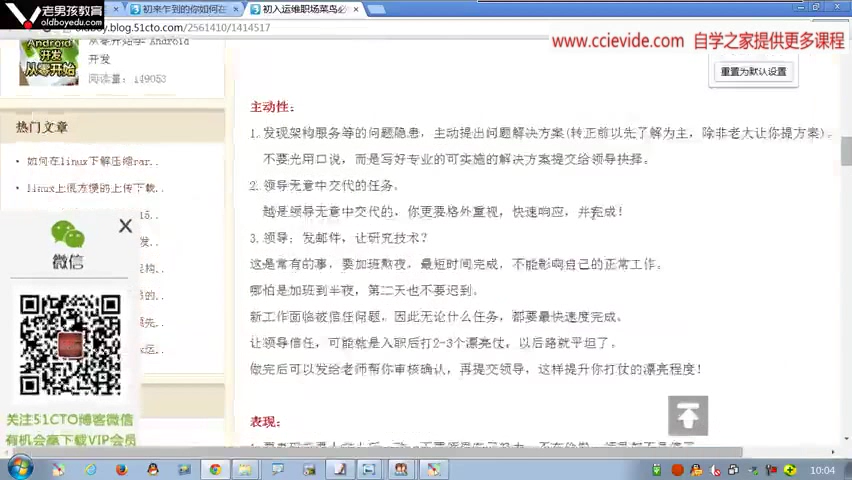 老男孩教育
oldboyedu.com
初来乍到的你如何在
初入运维职场菜鸟必
oldboy.blog.51cto.com/2561410/1414517
www.ccievide.com 自学之家提供更多课程
Android
开发
从零开始
从零开始学 Android
开发
阅读量：149053
重置为默认设置
热门文章
如何在linux下解压缩rar..
linux上很方便的上传下载..
15..
发..
构..
的..
先..
运..
X
微信
关注51CTO博客微信
有机会赢下载VIP会员
主动性：
1.发现架构服务等的问题隐患，主动提出问题解决方案(转正前以先了解为主，除非老大让你提方案)。
不要光用口说，而是写好专业的可实施的解决方案提交给领导抉择。
2.领导无意中交代的任务。
越是领导无意中交代的，你更要格外重视，快速响应，并完成！
3.领导：发邮件，让研究技术？
这是常有的事，要加班熬夜，最短时间完成，不能影响自己的正常工作。
哪怕是加班到半夜，第二天也不要迟到。
新工作面临被信任问题，因此无论什么任务，都要最快速度完成。
让领导信任，可能就是入职后打2-3个漂亮仗，以后路就平坦了。
做完后可以发给老师帮你审核确认，再提交领导，这样提升你打仗的漂亮程度！
表现：
10:04